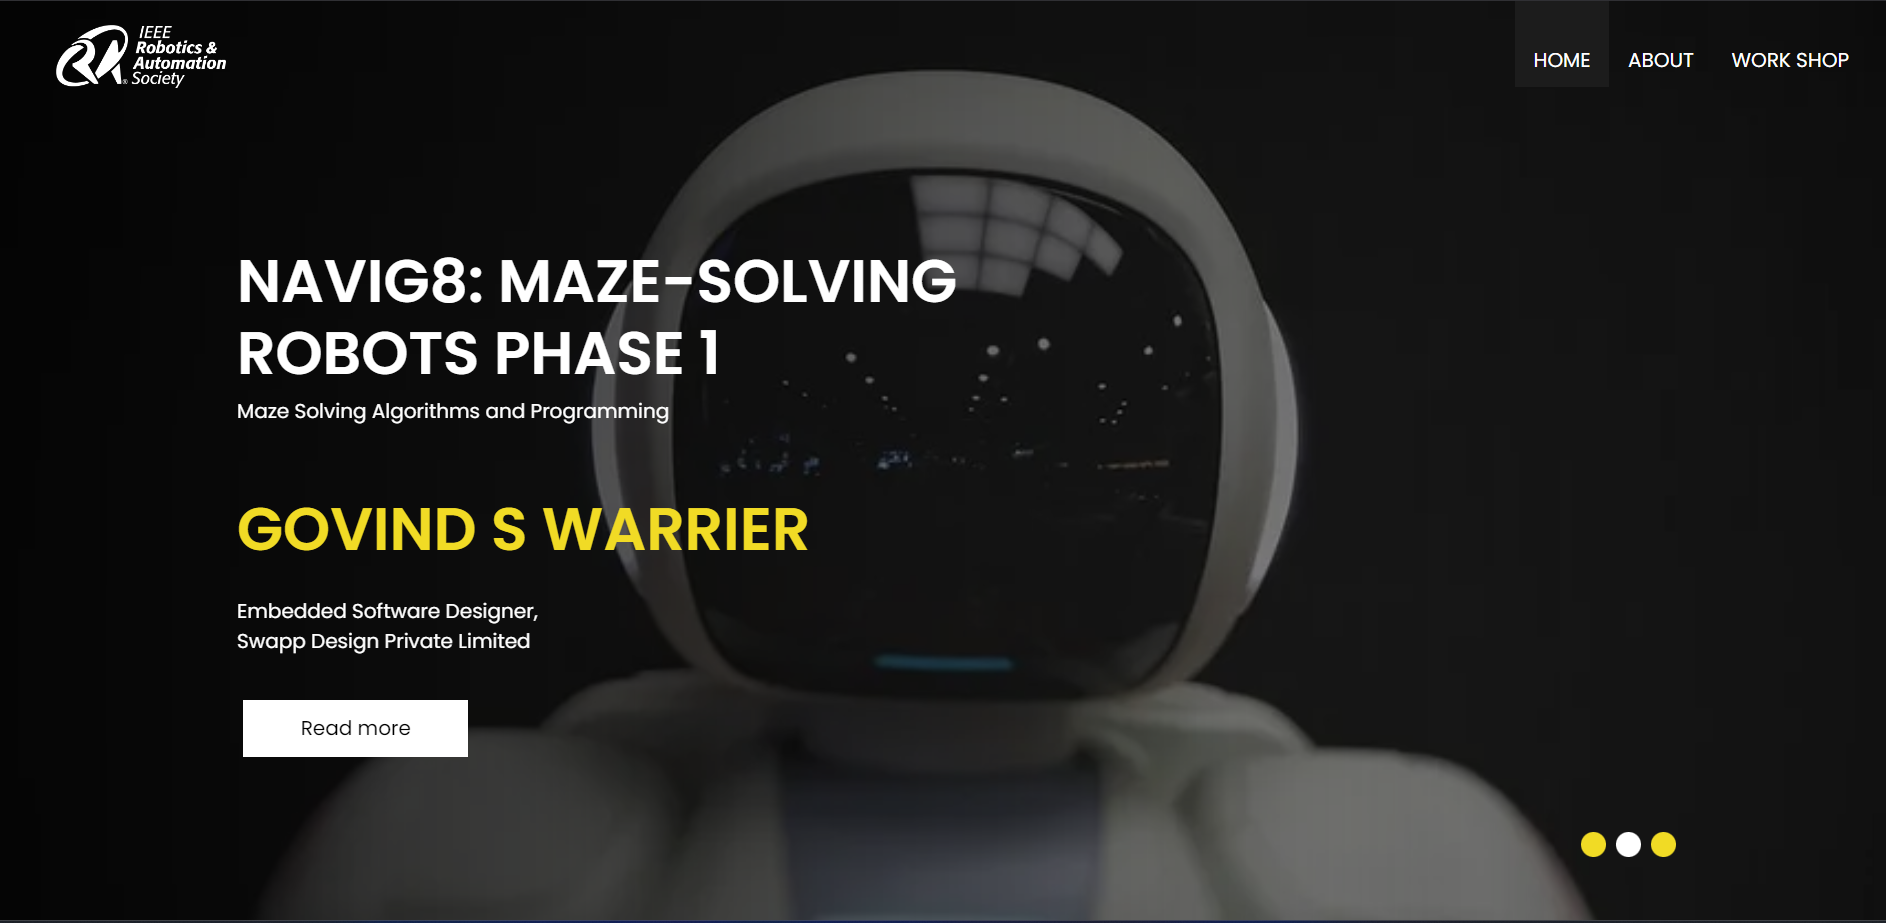 IEEE
Robotics &
Automation
Society
HOME
ABOUT
WORK SHOP
NAVIG8: MAZE-SOLVING
ROBOTS PHASE 1
Maze Solving Algorithms and Programming
GOVIND S WARRIER
Embedded Software Designer,
Swapp Design Private Limited
Read more